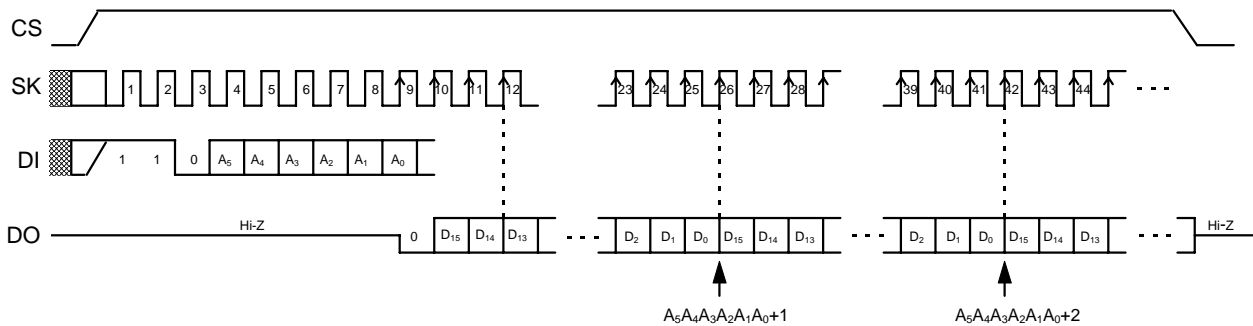 CS
SK 1 2 3 4 5 6 7 8 9 10 11 12 23 24 25 26 27 28 39 40 41 42 43 44
DI 1 1 0 A₅ A₄ A₃ A₂ A₁ A₀
DO Hi-Z 0 D₁₅ D₁₄ D₁₃ D₂ D₁ D₀ D₁₅ D₁₄ D₁₃ D₂ D₁ D₀ D₁₅ D₁₄ D₁₃ Hi-Z
A₅A₄A₃A₂A₁A₀+1 A₅A₄A₃A₂A₁A₀+2